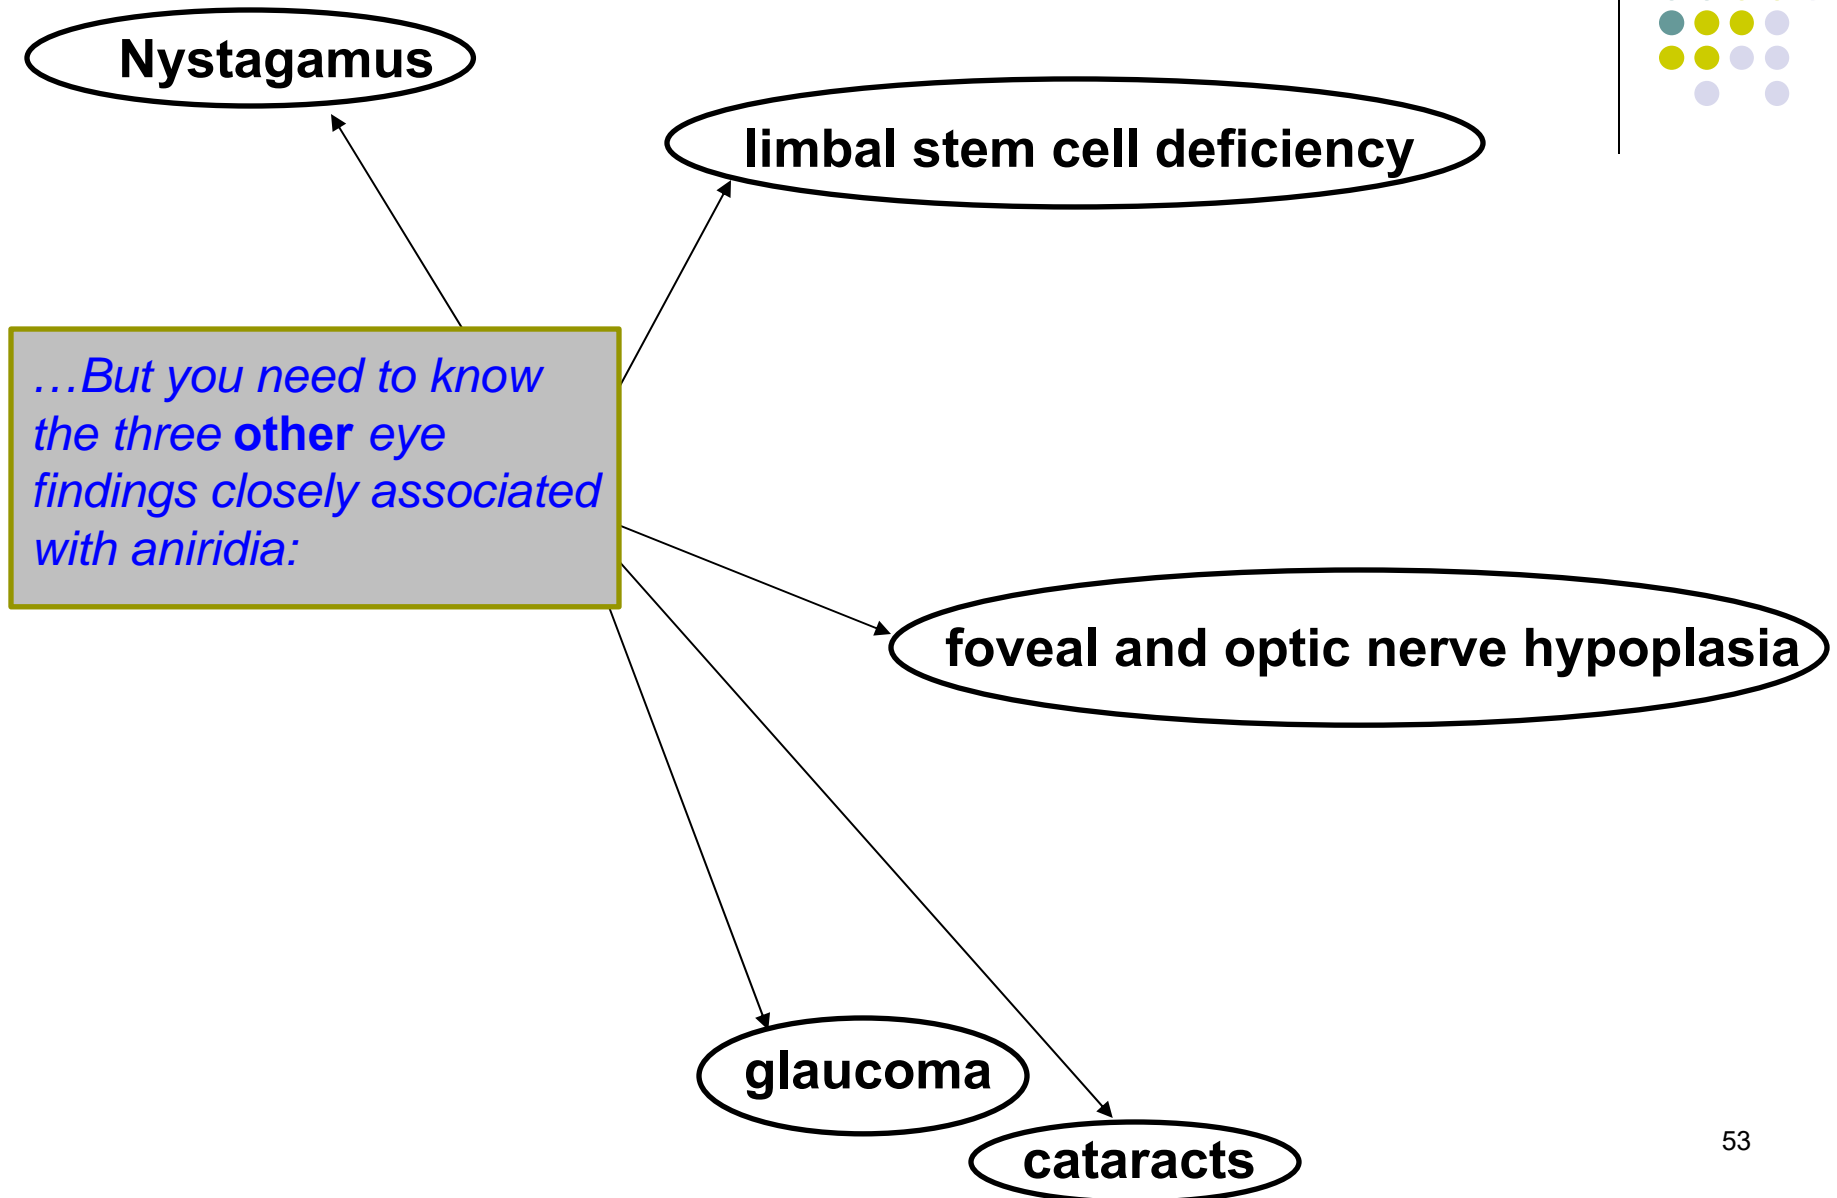 Nystagamus
limbal stem cell deficiency
…But you need to know
the three other eye
findings closely associated
with aniridia:
foveal and optic nerve hypoplasia
glaucoma
cataracts
53